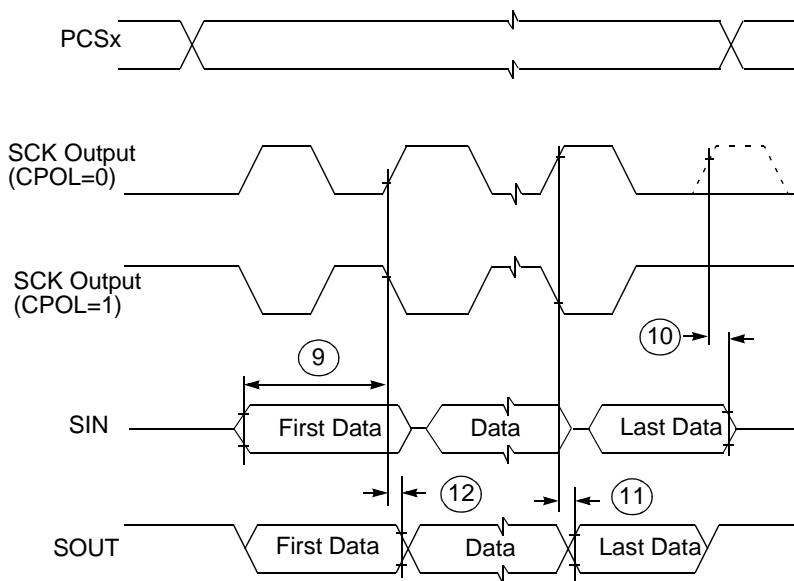 PCSx
SCK Output
(CPOL=0)
SCK Output
(CPOL=1)
10
9
SIN
First Data
Data
Last Data
12
11
SOUT
First Data
Data
Last Data